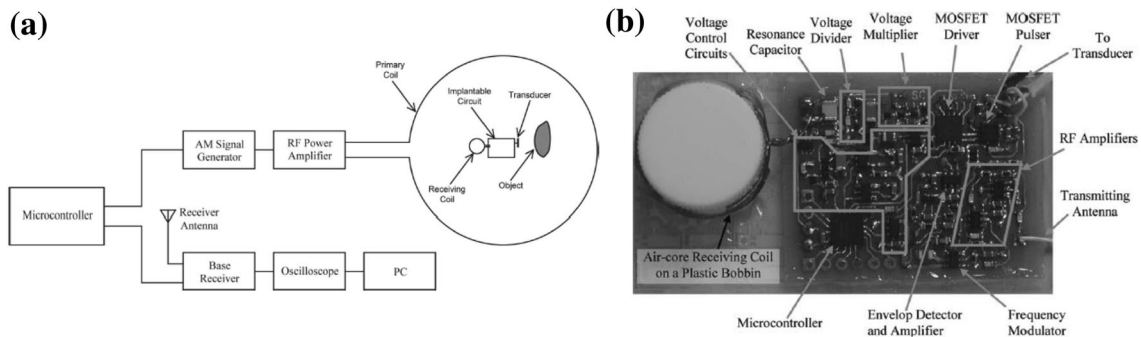 (a)
Primary
Coil
Implantable
Circuit
Transducer
AM Signal
Generator
RF Power
Amplifier
Receiving
Coil
Object
Microcontroller
Receiver
Antenna
Base
Receiver
Oscilloscope
PC
(b)
Voltage
Control
Circuits
Resonance
Capacitor
Voltage
Divider
Voltage
Multiplier
MOSFET
Driver
MOSFET
Pulser
To
Transducer
RF Amplifiers
Transmitting
Antenna
Air-core Receiving Coil
on a Plastic Bobbin
Microcontroller
Envelop Detector
and Amplifier
Frequency
Modulator